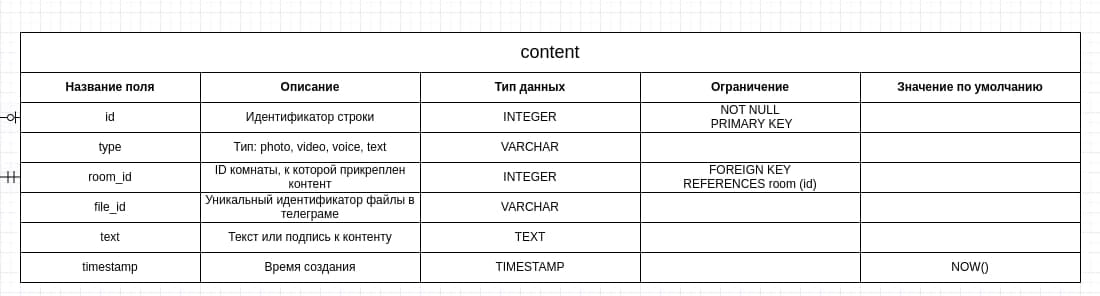 content
Название поля
Описание
Тип данных
Ограничение
Значение по умолчанию
id
Идентификатор строки
INTEGER
NOT NULL
PRIMARY KEY
type
Тип: photo, video, voice, text
VARCHAR
room_id
ID комнаты, к которой прикреплен
контент
INTEGER
FOREIGN KEY
REFERENCES room (id)
file_id
Уникальный идентификатор файлы в
телеграме
VARCHAR
text
Текст или подпись к контенту
TEXT
timestamp
Время создания
TIMESTAMP
NOW()